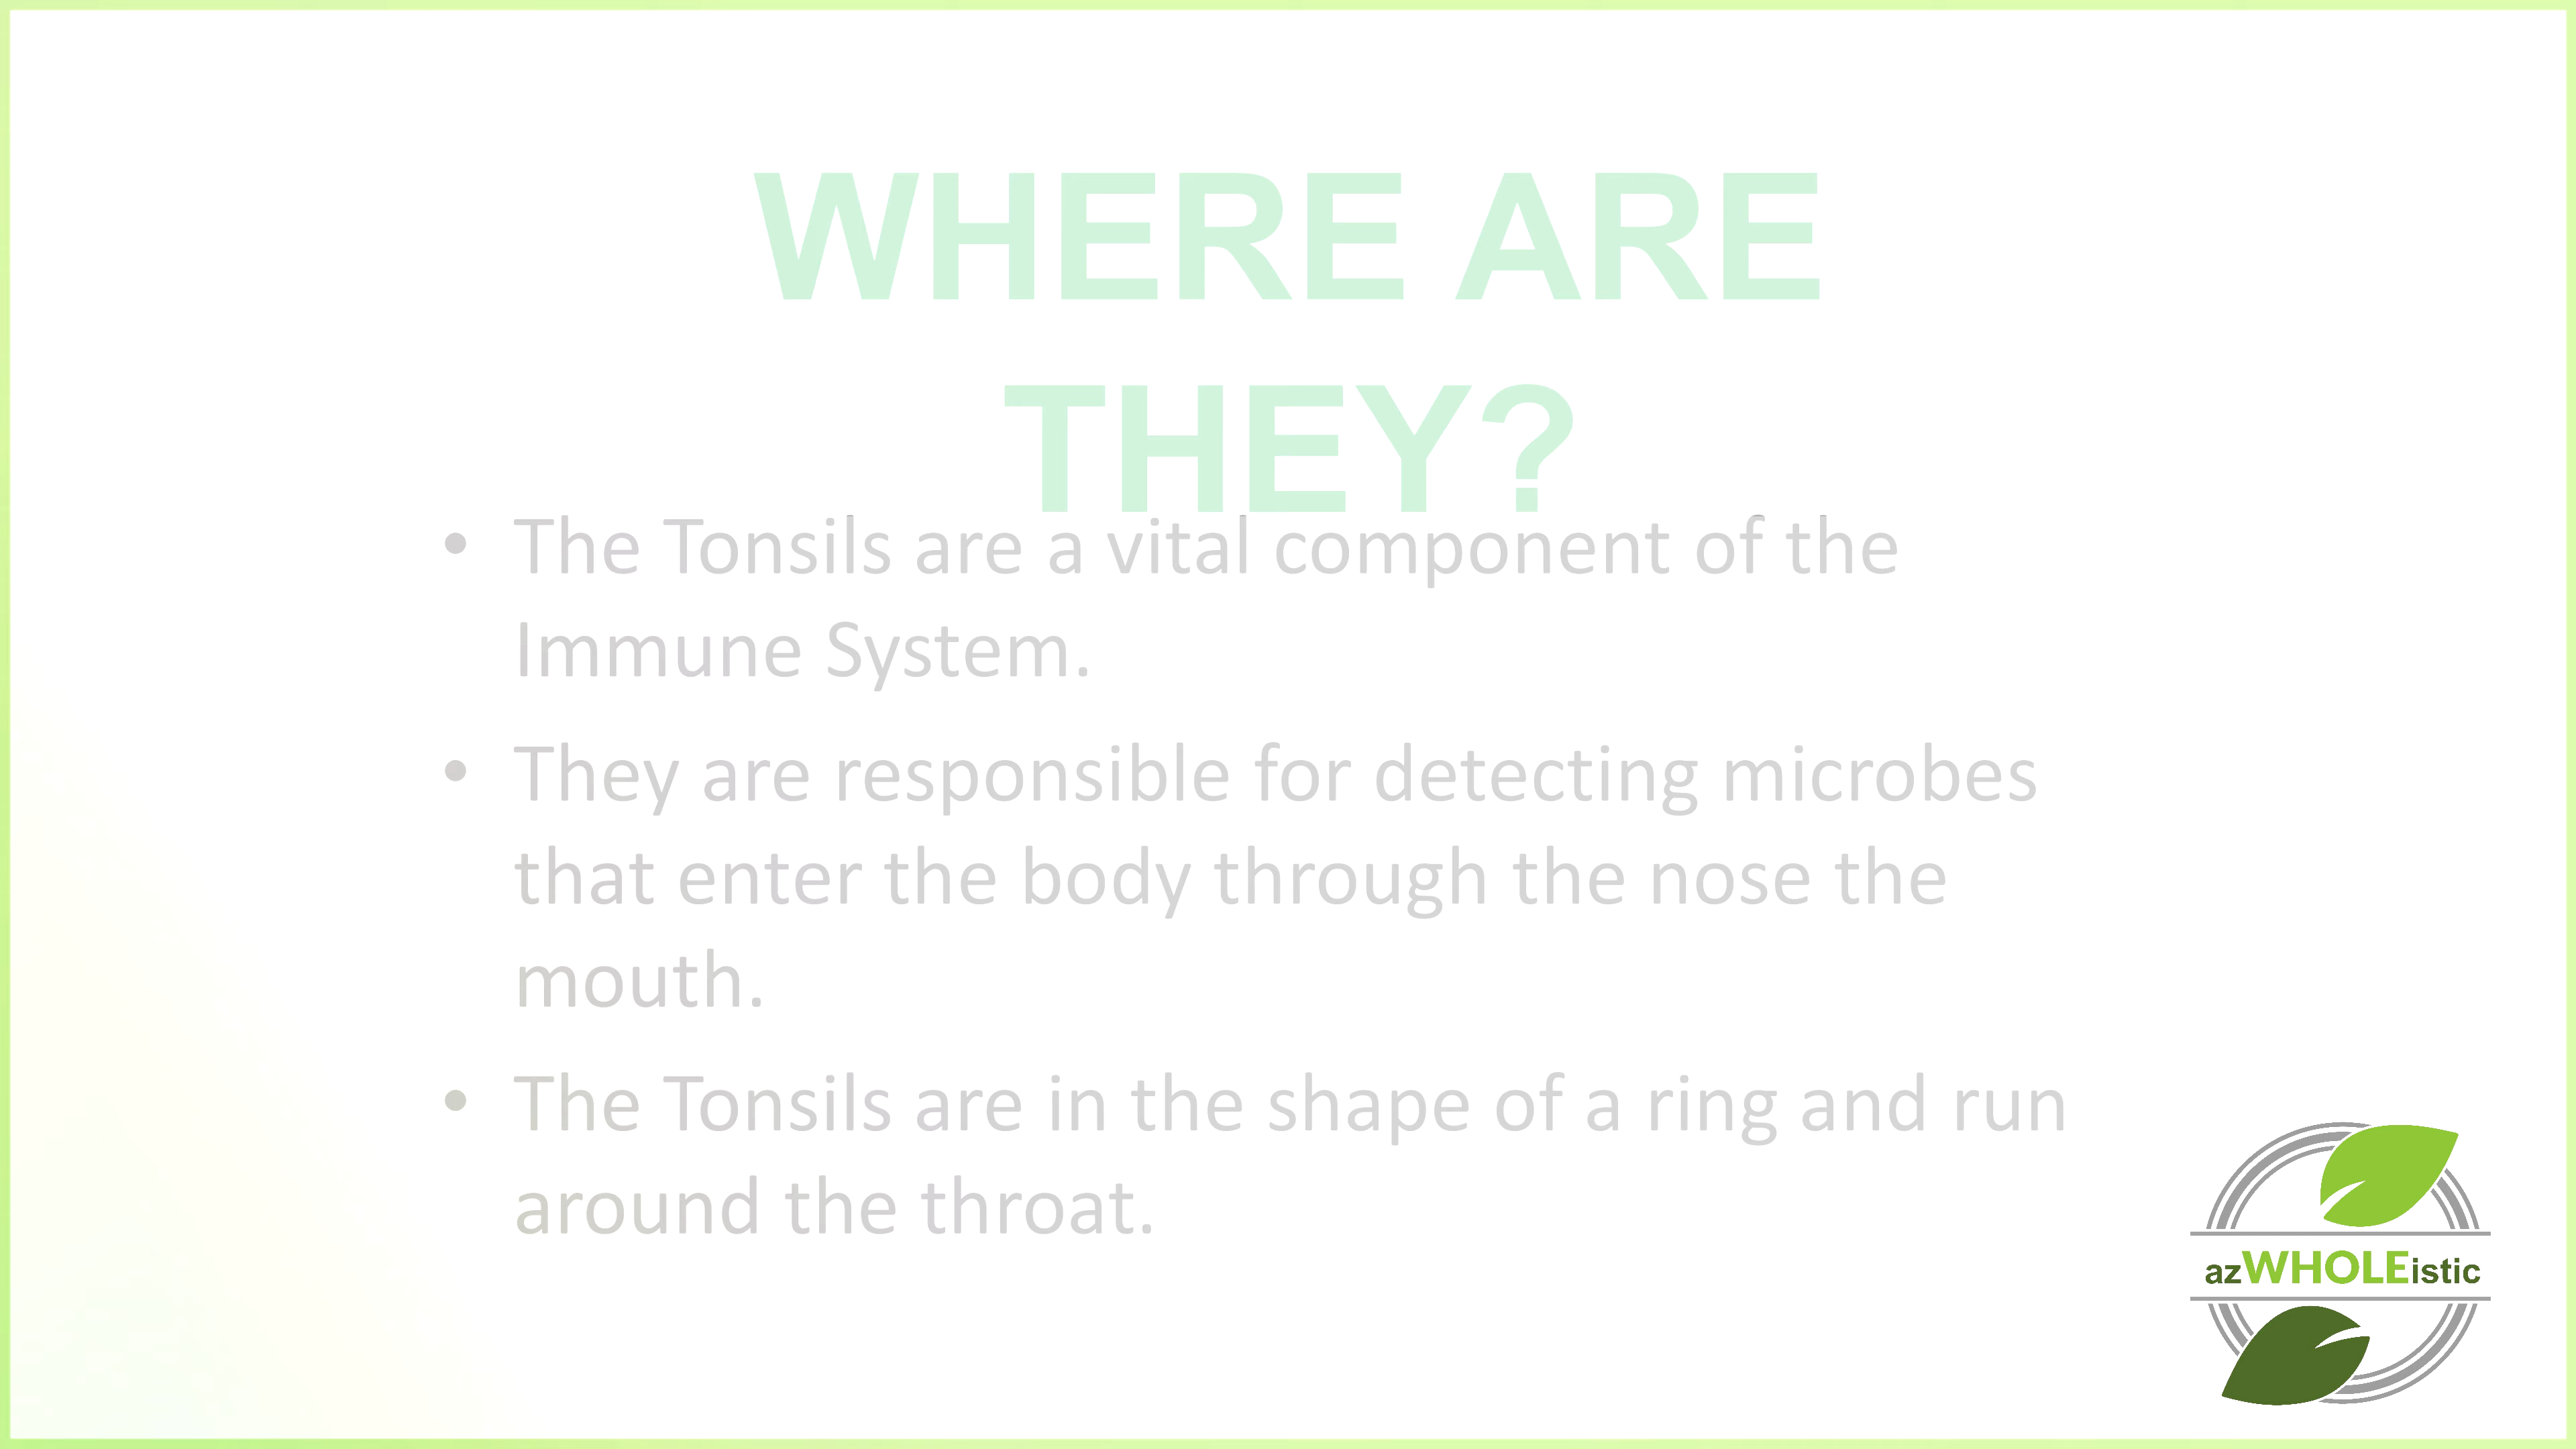 WHERE ARE
THEY?
• The Tonsils are a vital component of the
Immune System.
• They are responsible for detecting microbes
that enter the body through the nose the
mouth.
• The Tonsils are in the shape of a ring and run
around the throat.
azWHOLEistic